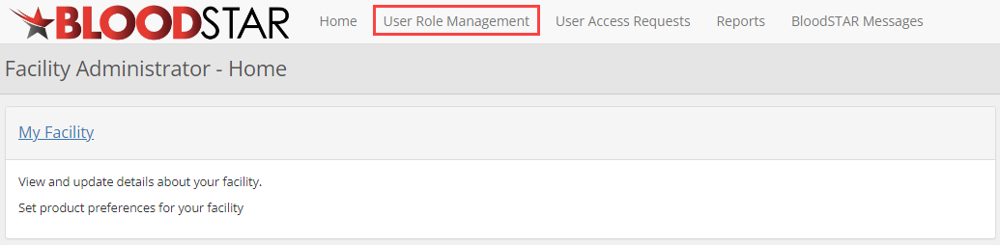 BLOODSTAR Home User Role Management User Access Requests Reports BloodSTAR Messages
Facility Administrator - Home
My Facility
View and update details about your facility.
Set product preferences for your facility